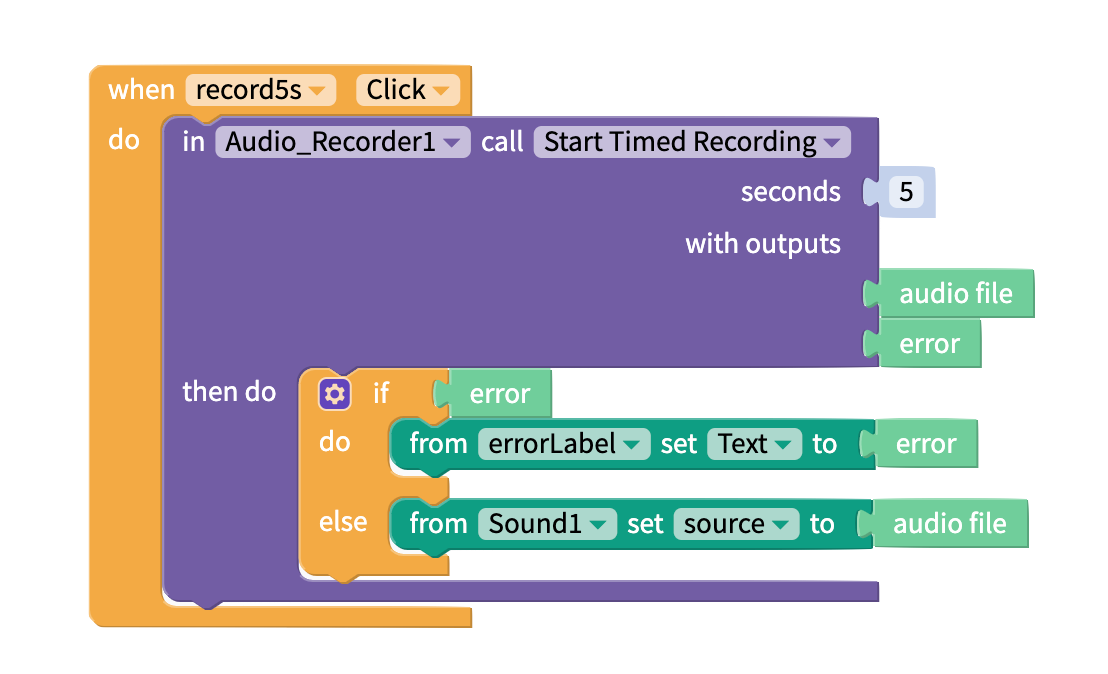 when record5s Click
do in Audio_Recorder1 call Start Timed Recording
seconds 5
with outputs
audio file
error
then do if error
do from errorLabel set Text to error
else from Sound1 set source to audio file